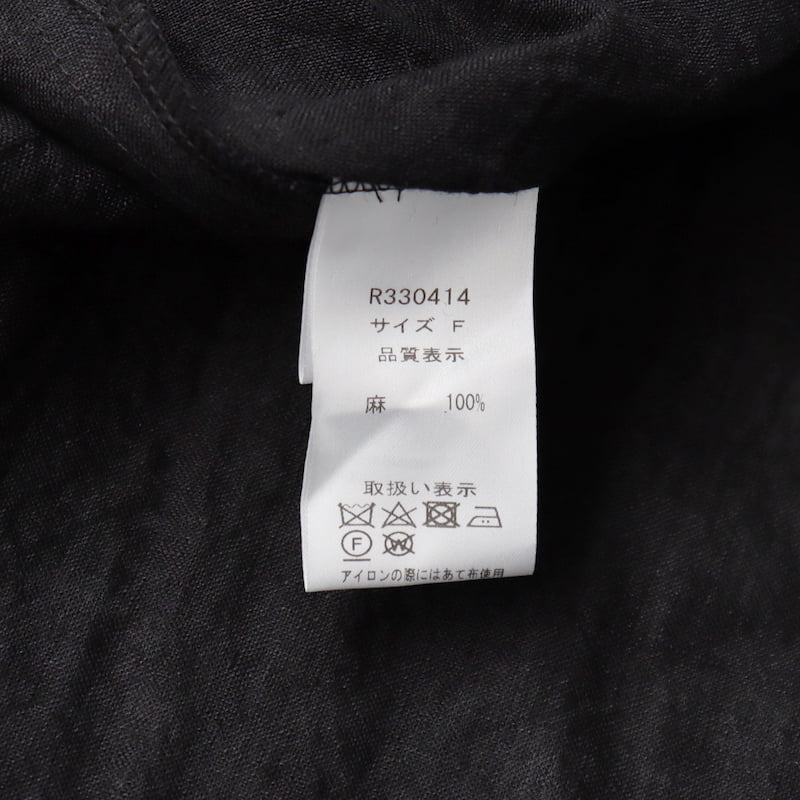 R330414
サイズ F
品質表示
麻 100%
取扱い表示
F W
アイロンの際にはあて布使用